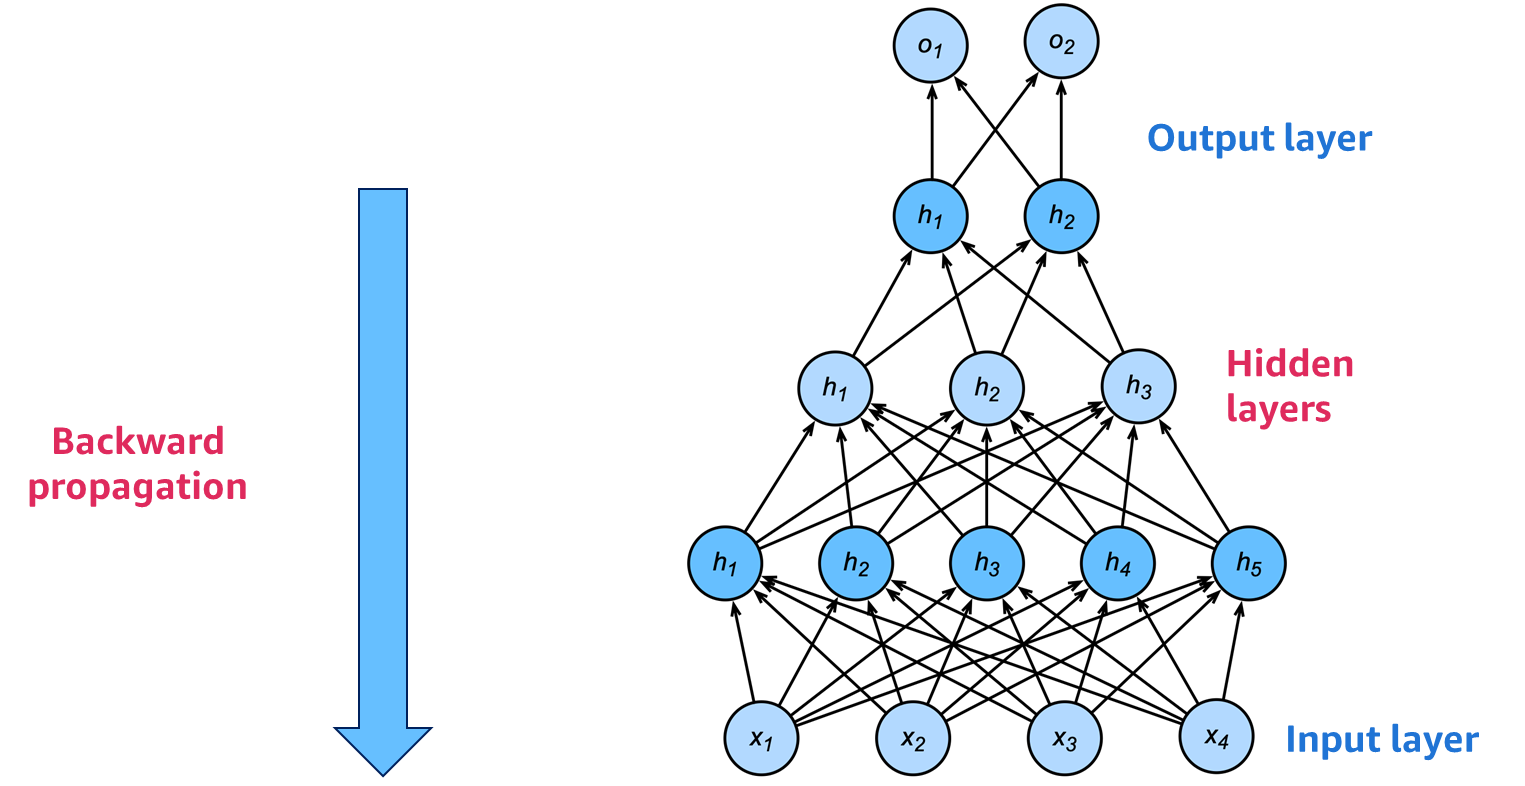 o1 o2
Output layer
h1 h2
Hidden
layers
h1 h2 h3
Backward
propagation
h1 h2 h3 h4 h5
x1 x2 x3 x4
Input layer